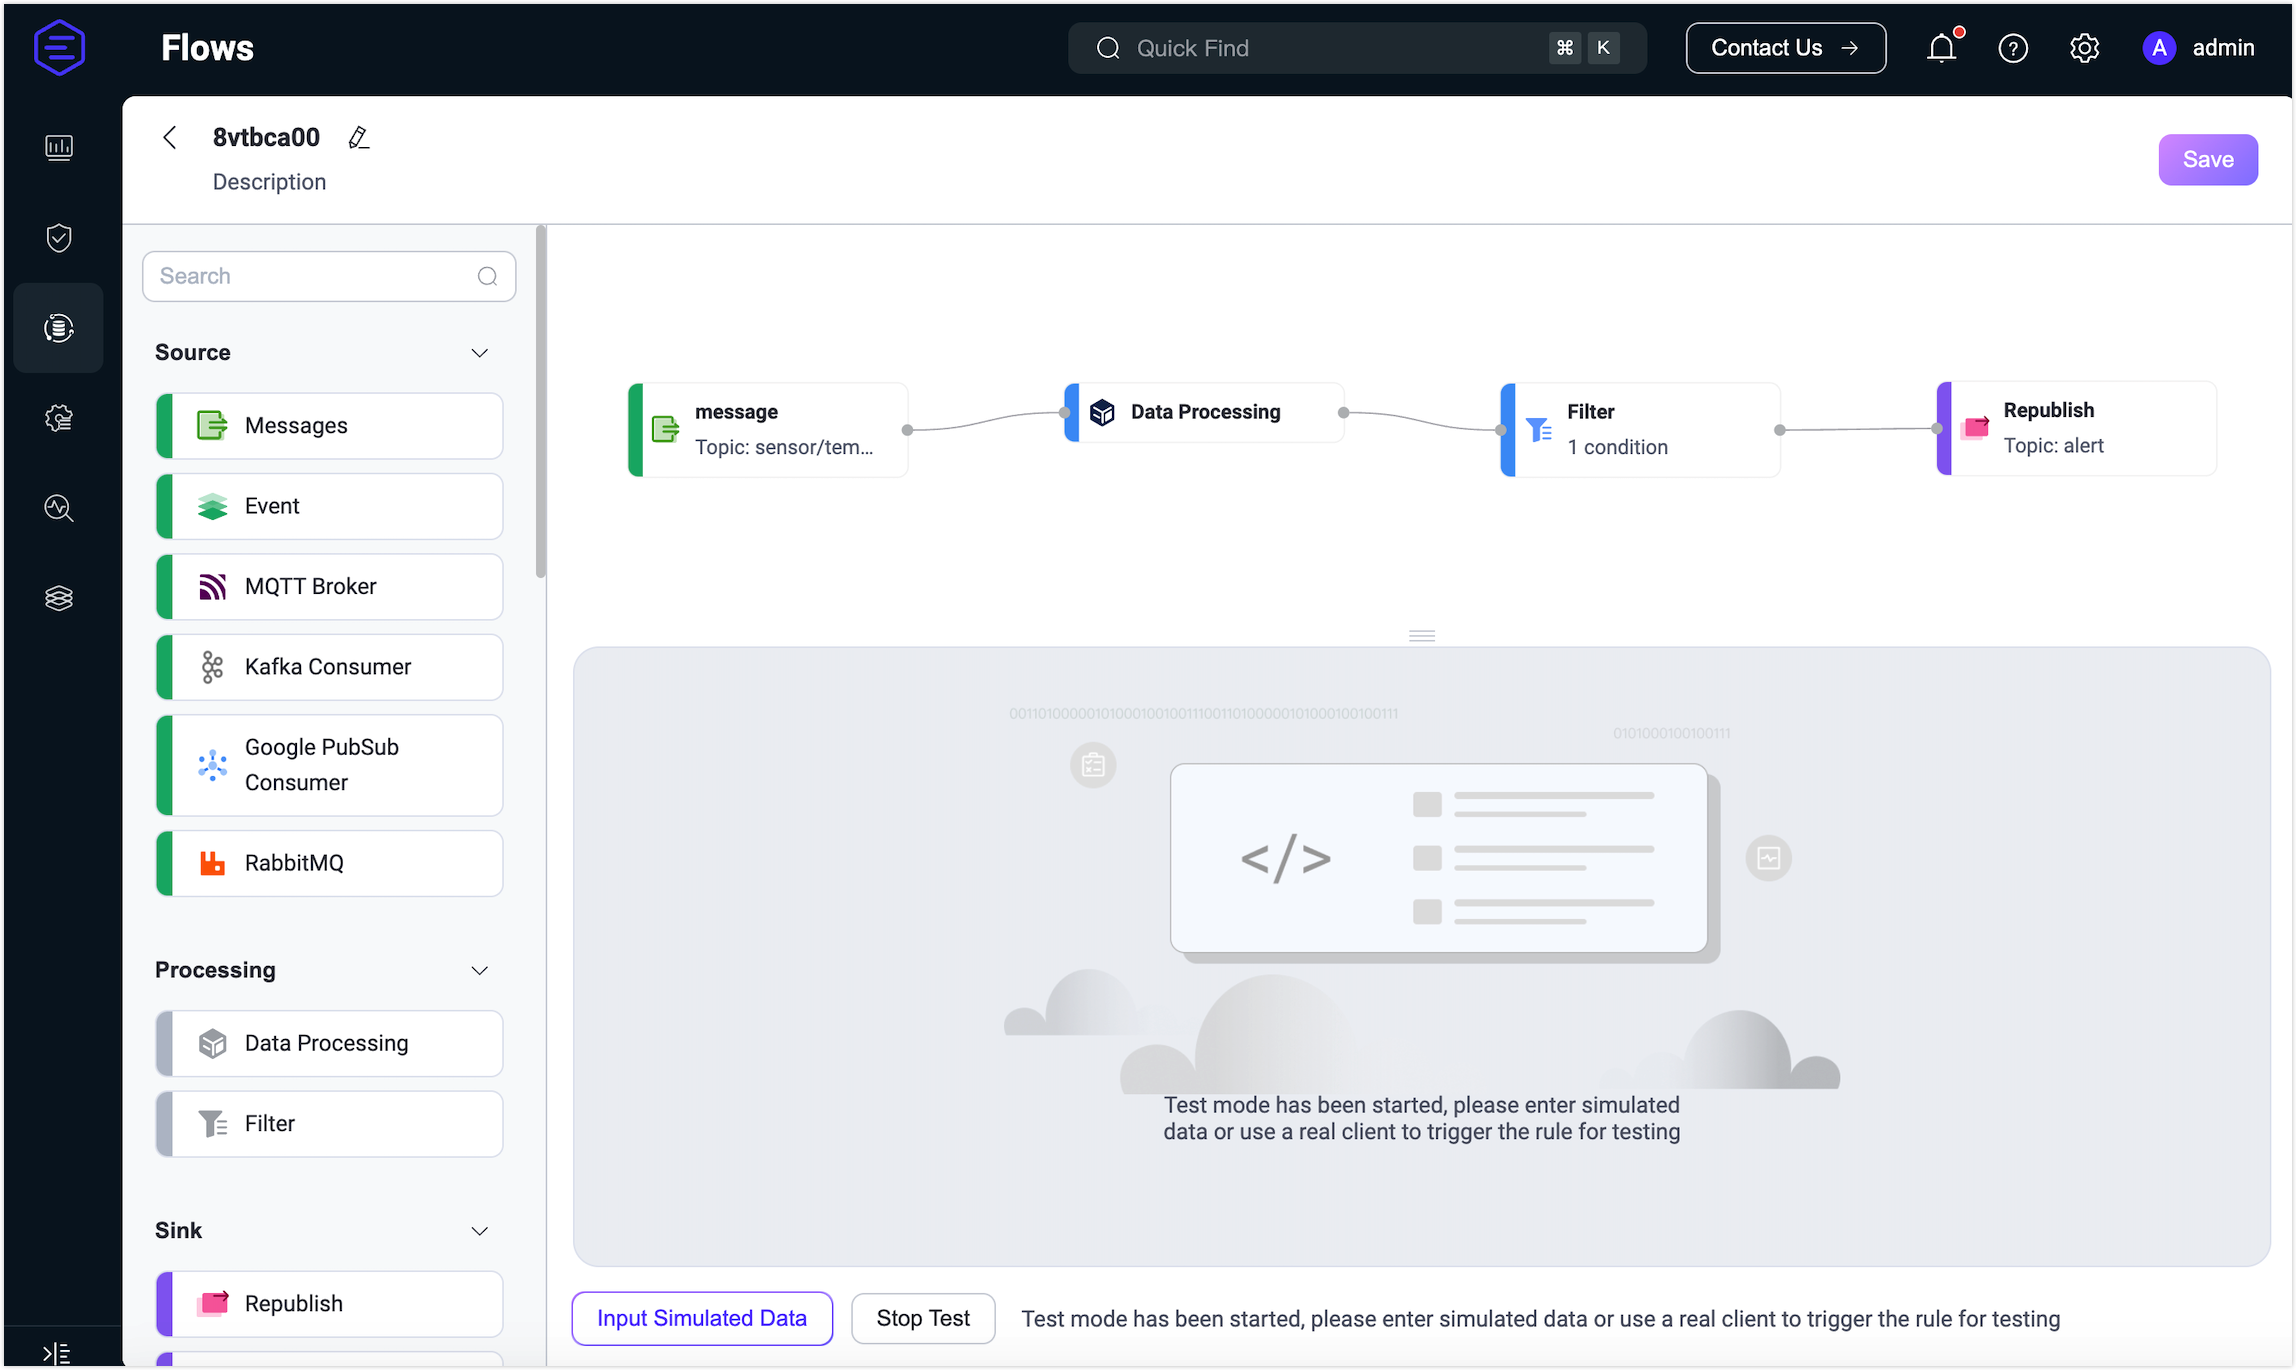 Flows
Quick Find
⌘ K
Contact Us →
A admin
8vtbca00
Description
Save
Search
Source
Messages
Event
MQTT Broker
Kafka Consumer
Google PubSub
Consumer
RabbitMQ
Processing
Data Processing
Filter
Sink
Republish
message
Topic: sensor/tem...
Data Processing
Filter
1 condition
Republish
Topic: alert
0101000100100111
</>
Test mode has been started, please enter simulated
data or use a real client to trigger the rule for testing
Input Simulated Data
Stop Test
Test mode has been started, please enter simulated data or use a real client to trigger the rule for testing